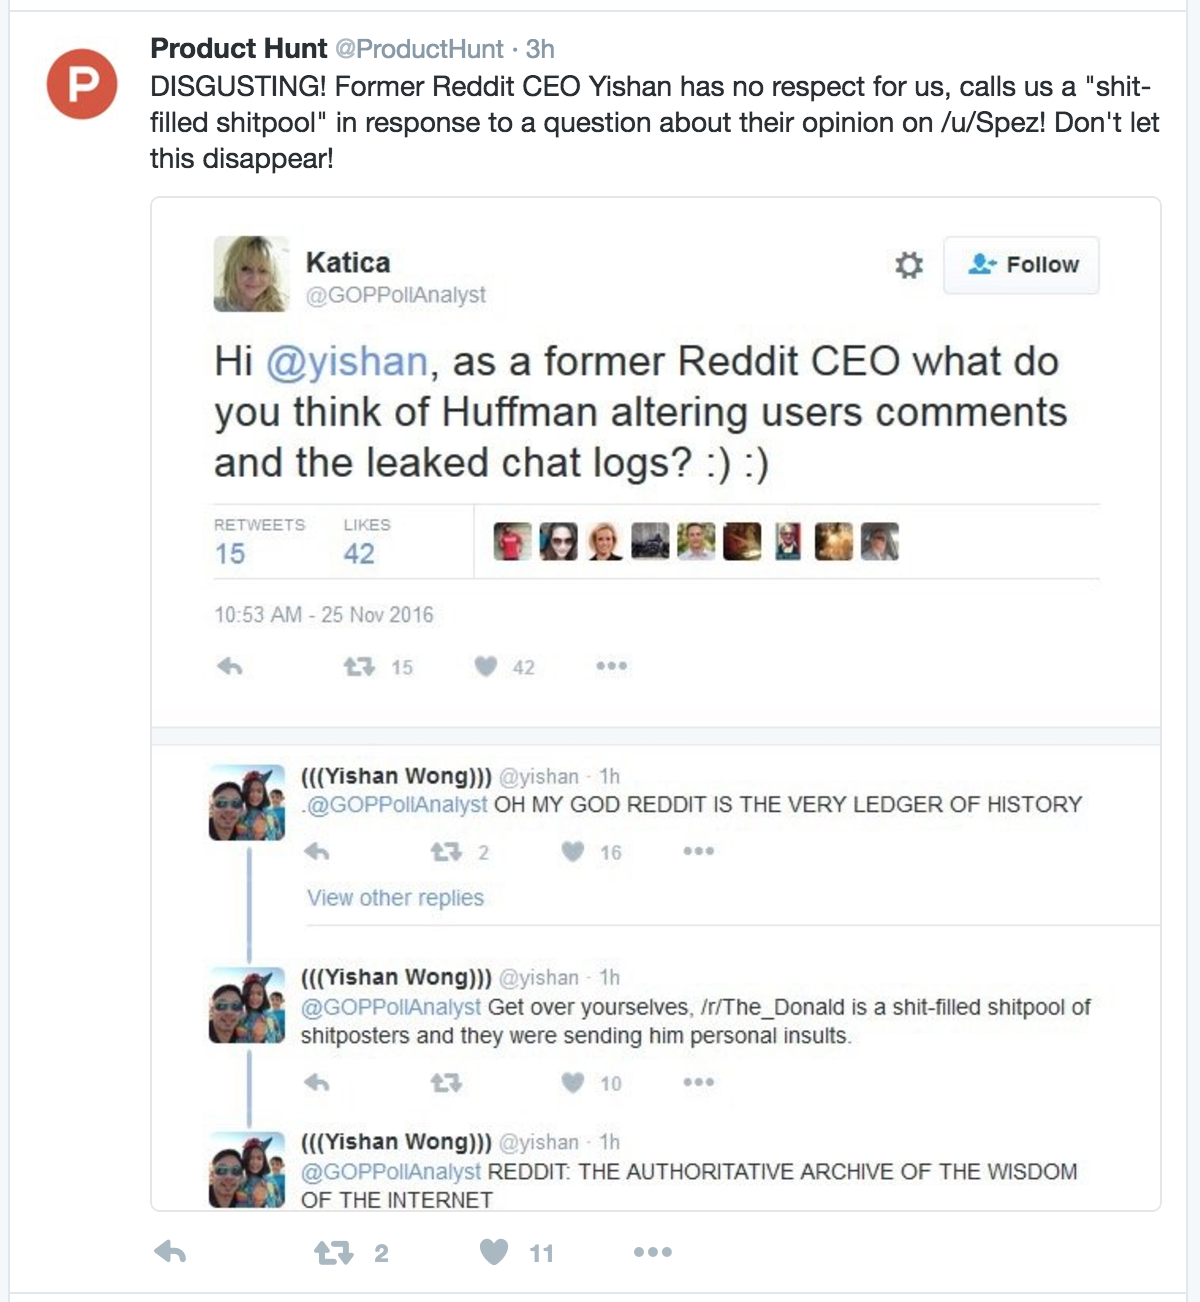 P
Product Hunt @ProductHunt · 3h
DISGUSTING! Former Reddit CEO Yishan has no respect for us, calls us a "shit-
filled shitpool" in response to a question about their opinion on /u/Spez! Don't let
this disappear!
Katica
@GOPPollAnalyst
Follow
Hi @yishan, as a former Reddit CEO what do
you think of Huffman altering users comments
and the leaked chat logs? :) :)
RETWEETS LIKES
15 42
10:53 AM - 25 Nov 2016
15 42
(((Yishan Wong))) @yishan · 1h
.@GOPPollAnalyst OH MY GOD REDDIT IS THE VERY LEDGER OF HISTORY
2 16
View other replies
(((Yishan Wong))) @yishan · 1h
@GOPPollAnalyst Get over yourselves, /r/The_Donald is a shit-filled shitpool of
shitposters and they were sending him personal insults.
10
(((Yishan Wong))) @yishan · 1h
@GOPPollAnalyst REDDIT: THE AUTHORITATIVE ARCHIVE OF THE WISDOM
OF THE INTERNET
2 11